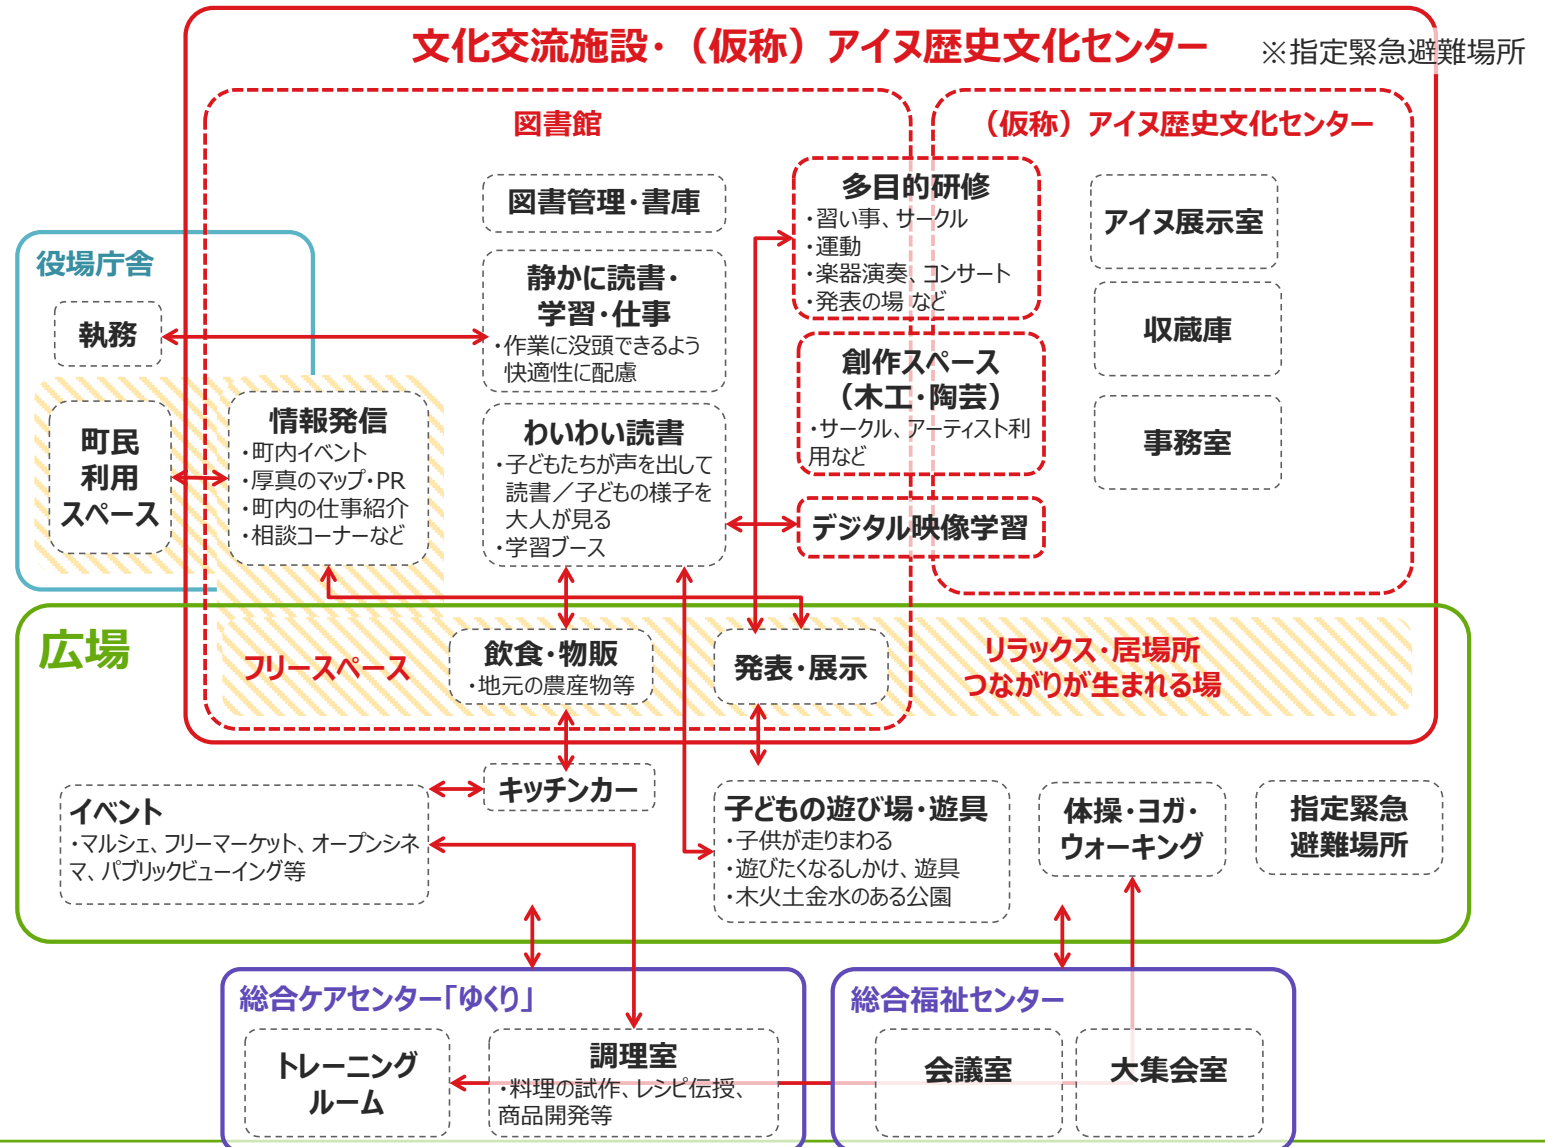 文化交流施設・（仮称）アイヌ歴史文化センター
※指定緊急避難場所
図書館
（仮称）アイヌ歴史文化センター
図書管理・書庫
多目的研修
・習い事、サークル
・運動
・楽器演奏、コンサート
・発表の場 など
アイヌ展示室
役場庁舎
執務
静かに読書・
学習・仕事
・作業に没頭できるよう
快適性に配慮
創作スペース
（木工・陶芸）
・サークル、アーティスト利
用など
収蔵庫
町民
利用
スペース
情報発信
・町内イベント
・厚真のマップ・PR
・町内の仕事紹介
・相談コーナーなど
わいわい読書
・子どもたちが声を出して
読書／子どもの様子を
大人が見る
・学習ブース
事務室
デジタル映像学習
広場
フリースペース
飲食・物販
・地元の農産物等
発表・展示
リラックス・居場所
つながりが生まれる場
キッチンカー
イベント
・マルシェ、フリーマーケット、オープンシネ
マ、パブリックビューイング等
子どもの遊び場・遊具
・子供が走りまわる
・遊びたくなるしかけ、遊具
・木火土金水のある公園
体操・ヨガ・
ウォーキング
指定緊急
避難場所
総合ケアセンター「ゆくり」
トレーニング
ルーム
調理室
・料理の試作、レシピ伝授、
商品開発等
総合福祉センター
会議室
大集会室